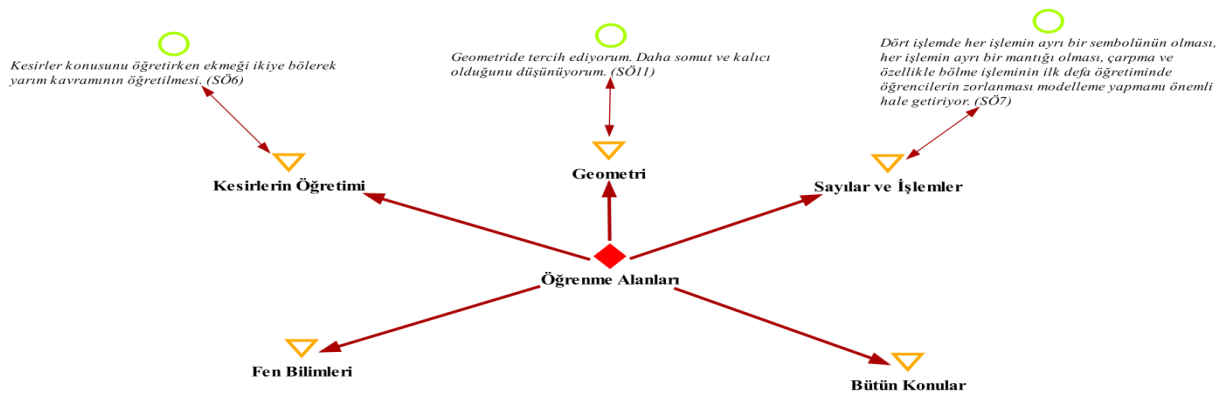 Kesirler konusunu öğretirken ekmeği ikiye bölerek
yarım kavramının öğretilmesi. (SÖ6)
Geometride tercih ediyorum. Daha somut ve kalıcı
olduğunu düşünüyorum. (SÖ11)
Dört işlemde her işlemin ayrı bir sembolünün olması,
her işlemin ayrı bir mantığı olması, çarpma ve
özellikle bölme işleminin ilk defa öğretiminde
öğrencilerin zorlanması modelleme yapmamı önemli
hale getiriyor. (SÖ7)
Kesirlerin Öğretimi
Geometri
Sayılar ve İşlemler
Öğrenme Alanları
Fen Bilimleri
Bütün Konular